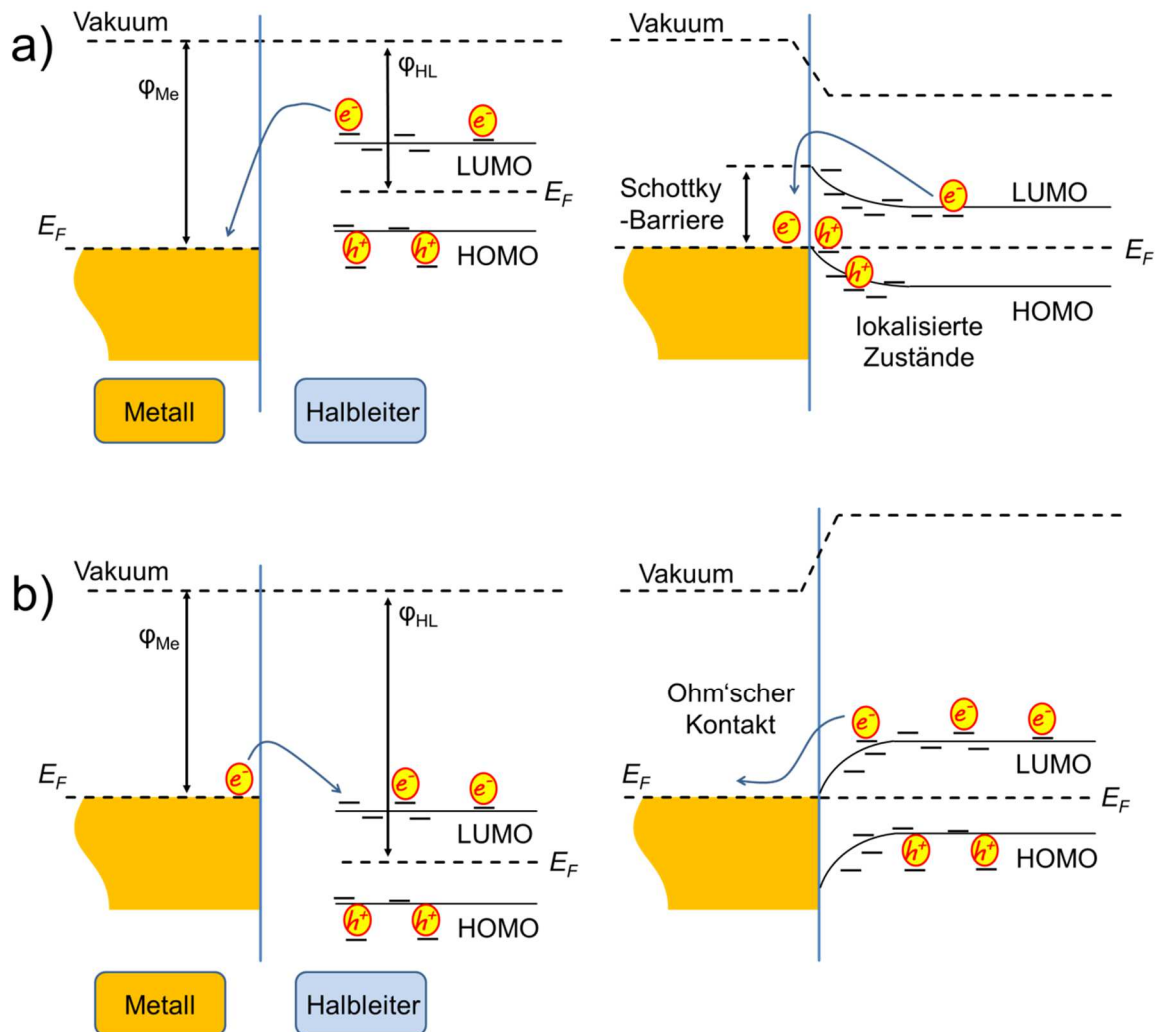 a)
Vakuum
φMe
φHL
e⁻
e⁻
LUMO
EF
EF
h⁺
h⁺
HOMO
Metall
Halbleiter
Vakuum
Schottky
-Barriere
e⁻
LUMO
e⁻
h⁺
EF
h⁺
HOMO
lokalisierte
Zustände
b)
Vakuum
φMe
φHL
EF
e⁻
e⁻
e⁻
LUMO
EF
h⁺
h⁺
HOMO
Metall
Halbleiter
Vakuum
Ohm'scher
Kontakt
e⁻
e⁻
e⁻
LUMO
EF
EF
h⁺
h⁺
HOMO